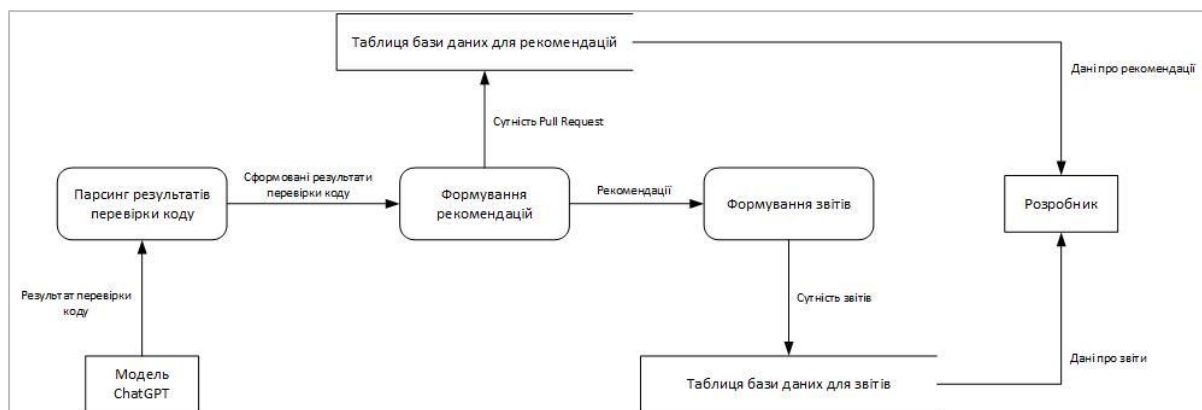 Таблиця бази даних для рекомендацій
Дані про рекомендації
Сутність Pull Request
Парсинг результатів
перевірки коду
Сформовані результати
перевірки коду
Формування
рекомендацій
Рекомендації
Формування звітів
Розробник
Результат перевірки
коду
Сутність звітів
Модель
ChatGPT
Таблиця бази даних для звітів
Дані про звіти